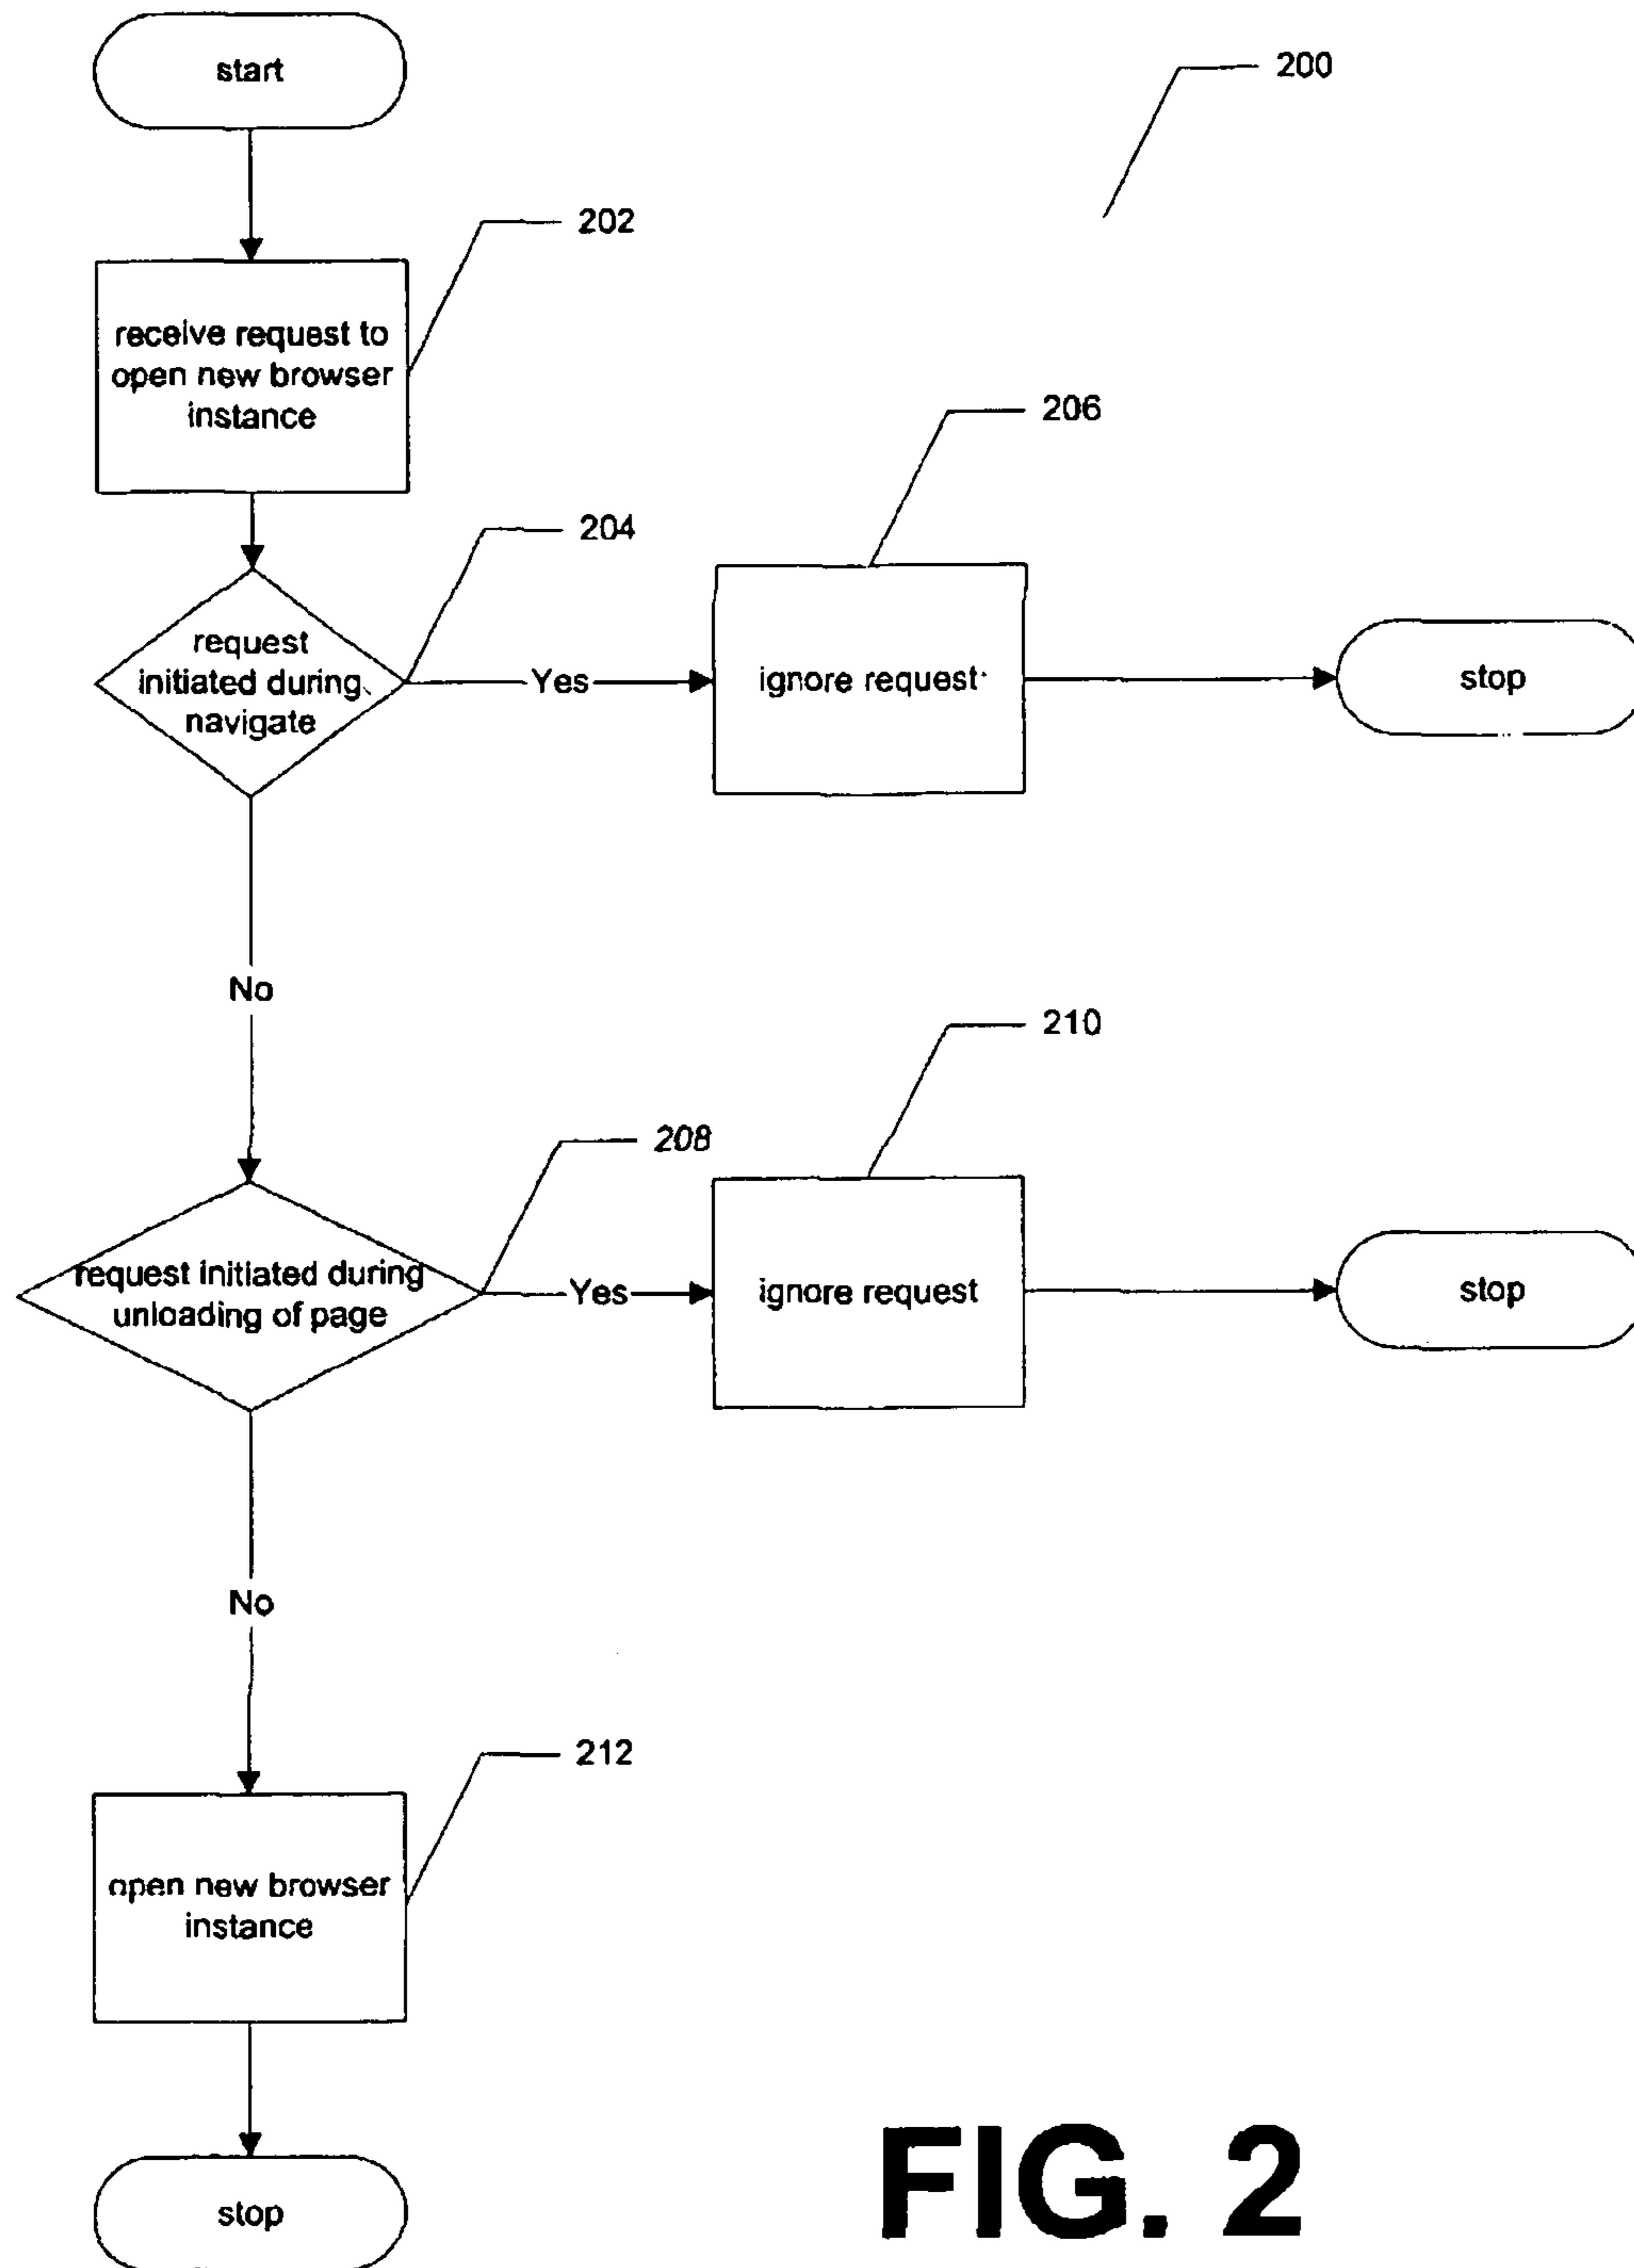 start
200
202
receive request to
open new browser
instance
206
204
request
initiated during
navigate
Yes
ignore request
stop
No
210
208
request initiated during
unloading of page
Yes
ignore request
stop
No
212
open new browser
instance
stop
FIG. 2